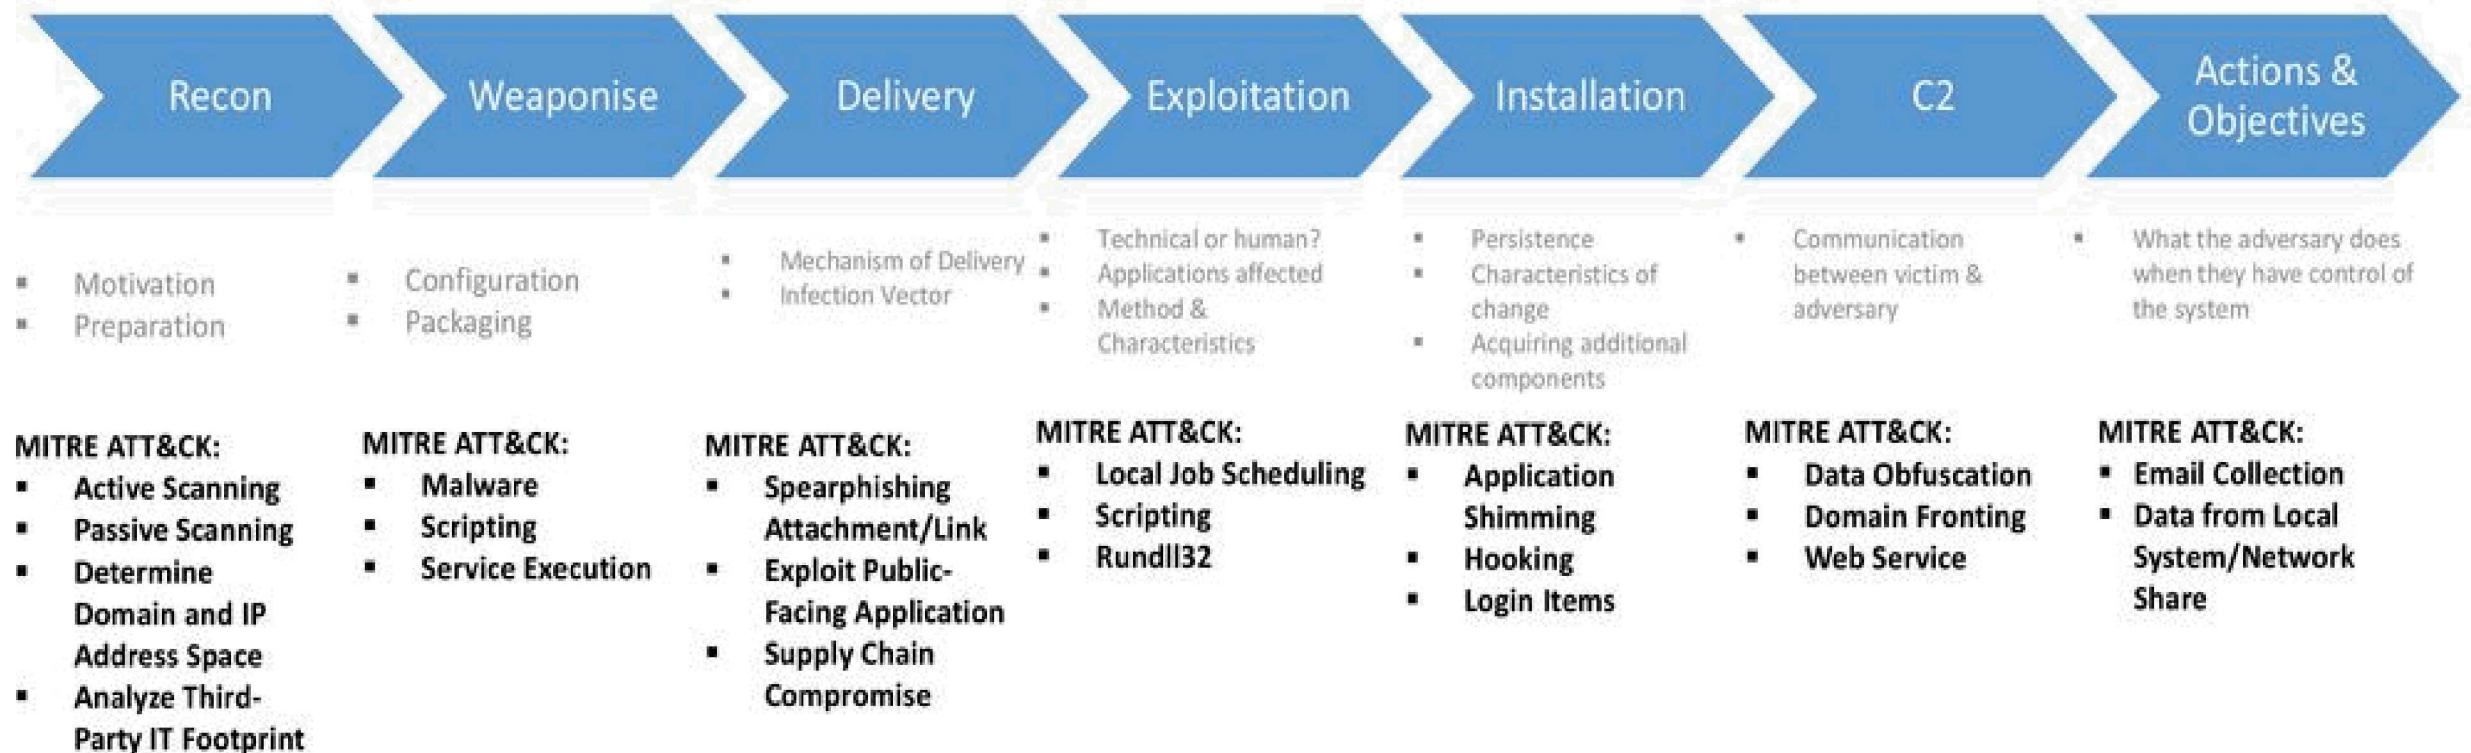 Recon
Weaponise
Delivery
Exploitation
Installation
C2
Actions &
Objectives
Motivation
Preparation
Configuration
Packaging
Mechanism of Delivery
Infection Vector
Technical or human?
Applications affected
Method &
Characteristics
Persistence
Characteristics of
change
Acquiring additional
components
Communication
between victim &
adversary
What the adversary does
when they have control of
the system
MITRE ATT&CK:
Active Scanning
Passive Scanning
Determine
Domain and IP
Address Space
Analyze Third-
Party IT Footprint
MITRE ATT&CK:
Malware
Scripting
Service Execution
MITRE ATT&CK:
Spearphishing
Attachment/Link
Exploit Public-
Facing Application
Supply Chain
Compromise
MITRE ATT&CK:
Local Job Scheduling
Scripting
Rundll32
MITRE ATT&CK:
Application
Shimming
Hooking
Login Items
MITRE ATT&CK:
Data Obfuscation
Domain Fronting
Web Service
MITRE ATT&CK:
Email Collection
Data from Local
System/Network
Share